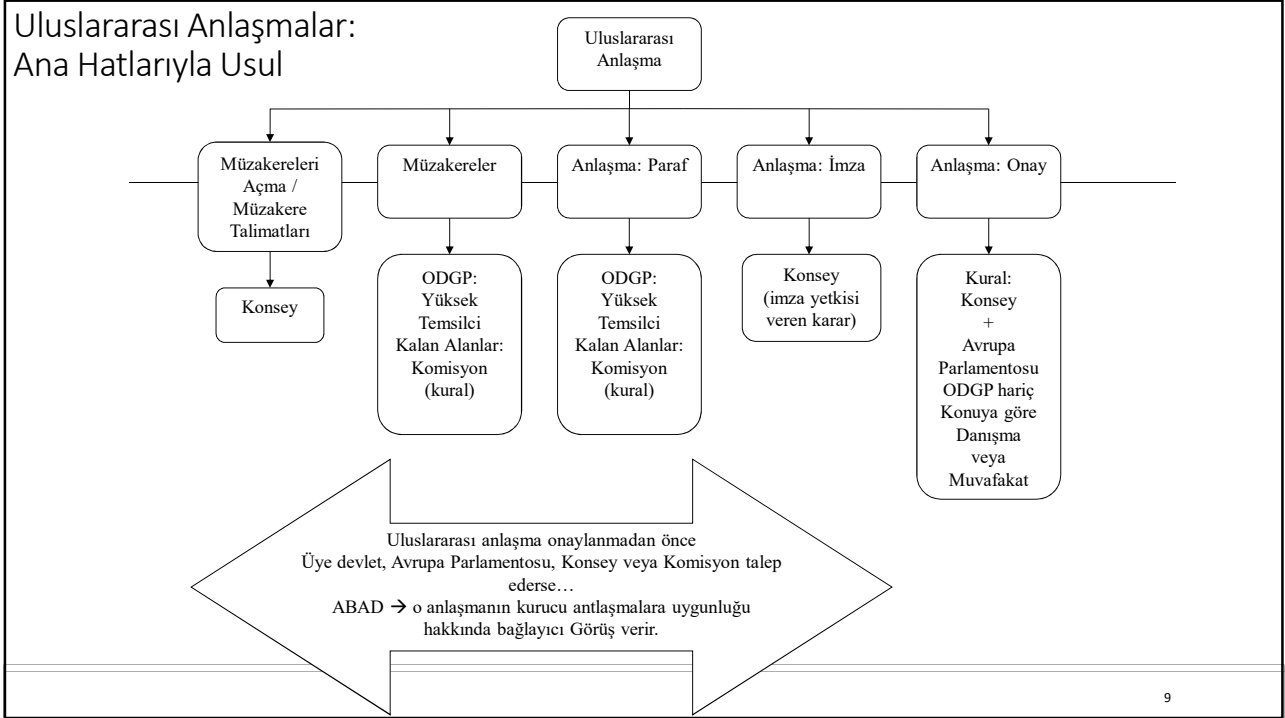 Uluslararası Anlaşmalar:
Ana Hatlarıyla Usul
Uluslararası
Anlaşma
Müzakereleri
Açma /
Müzakere
Talimatları
Müzakereler
Anlaşma: Paraf
Anlaşma: İmza
Anlaşma: Onay
Konsey
ODGP:
Yüksek
Temsilci
Kalan Alanlar:
Komisyon
(kural)
ODGP:
Yüksek
Temsilci
Kalan Alanlar:
Komisyon
(kural)
Konsey
(imza yetkisi
veren karar)
Kural:
Konsey
+
Avrupa
Parlamentosu
ODGP hariç
Konuya göre
Danışma
veya
Muvafakat
Uluslararası anlaşma onaylanmadan önce
Üye devlet, Avrupa Parlamentosu, Konsey veya Komisyon talep
ederse…
ABAD → o anlaşmanın kurucu antlaşmalara uygunluğu
hakkında bağlayıcı Görüş verir.
9